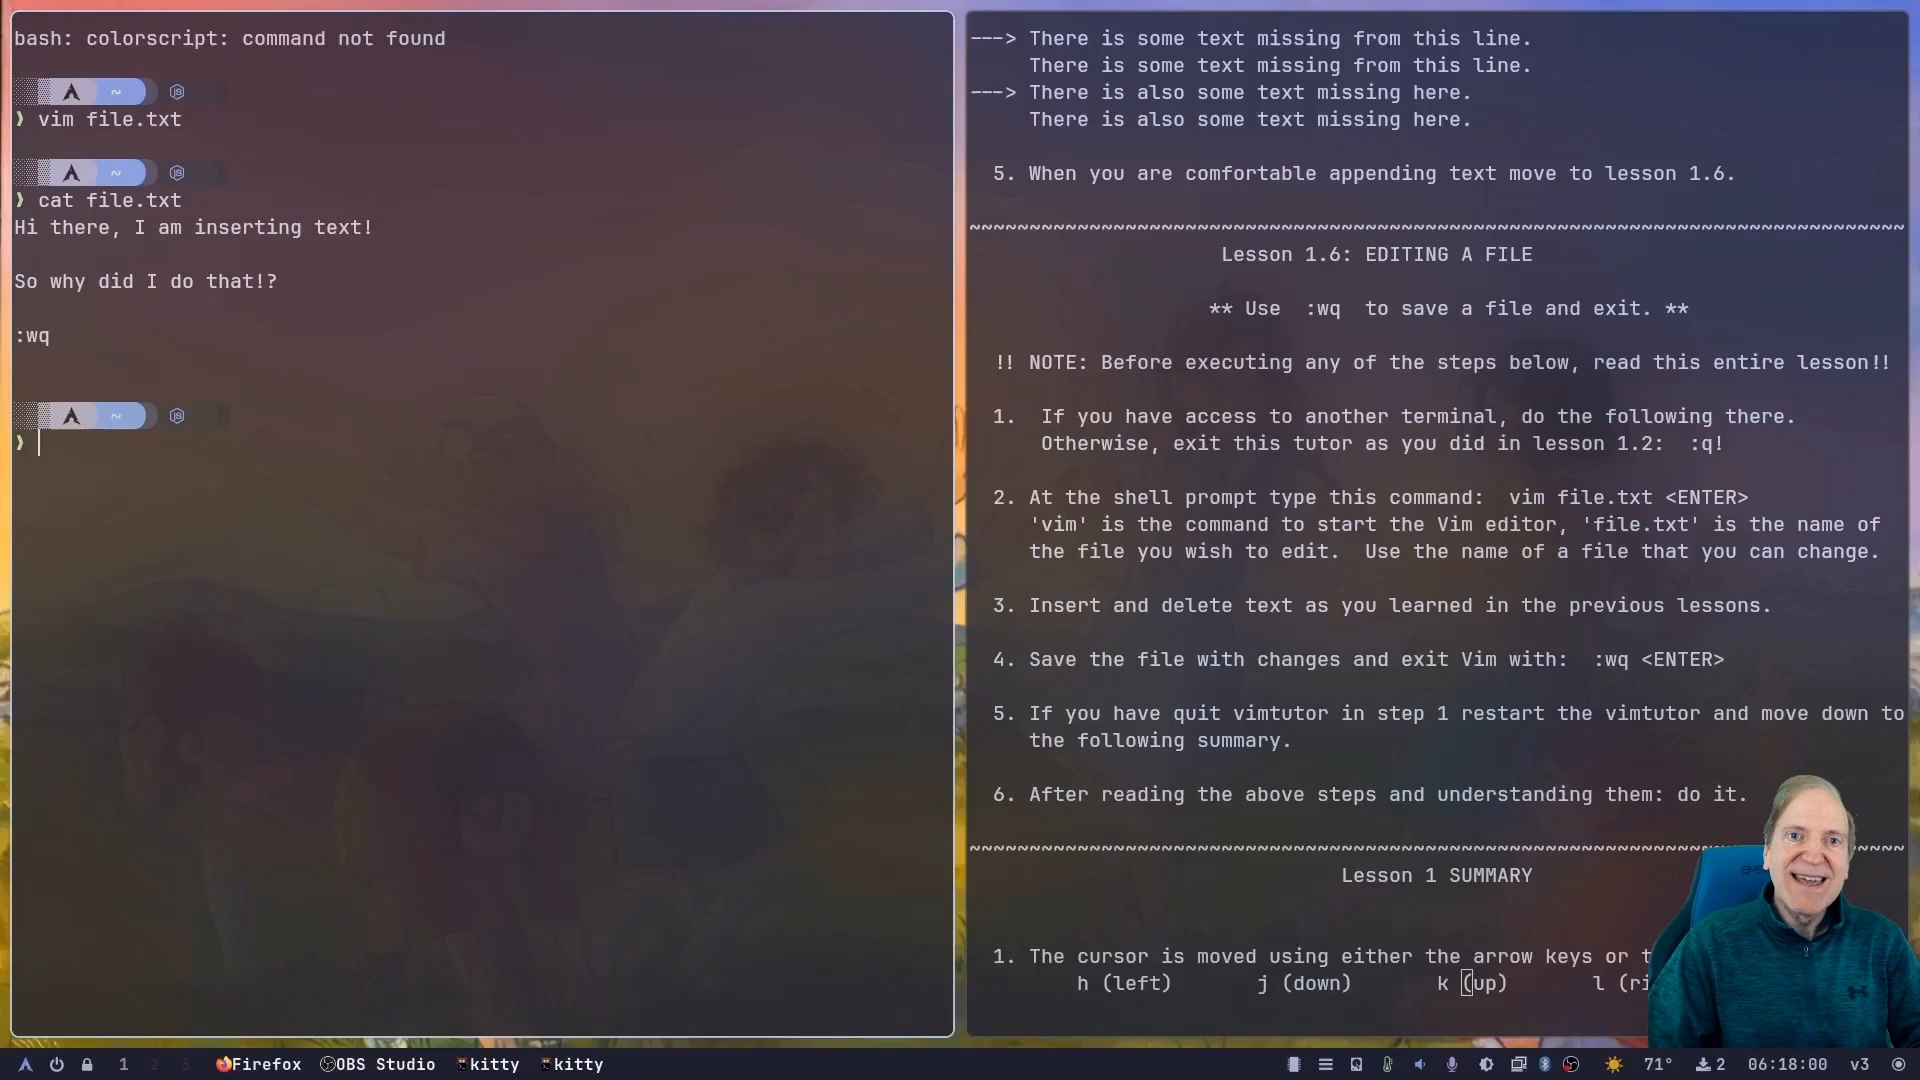 bash: colorscript: command not found
~
❯ vim file.txt
~
❯ cat file.txt
Hi there, I am inserting text!
So why did I do that!?
:wq
~
❯
---> There is some text missing from this line.
There is some text missing from this line.
---> There is also some text missing here.
There is also some text missing here.
5. When you are comfortable appending text move to lesson 1.6.
~~~~~~~~~~~~~~~~~~~~~~~~~~~~~~~~~~~~~~~~~~~~~~~~~~~~~~~~~~~~~~~~~~~~~~~~~~~~~~
Lesson 1.6: EDITING A FILE
** Use  :wq  to save a file and exit. **
!! NOTE: Before executing any of the steps below, read this entire lesson!!
1.  If you have access to another terminal, do the following there.
Otherwise, exit this tutor as you did in lesson 1.2:  :q!
2. At the shell prompt type this command:  vim file.txt <ENTER>
'vim' is the command to start the Vim editor, 'file.txt' is the name of
the file you wish to edit.  Use the name of a file that you can change.
3. Insert and delete text as you learned in the previous lessons.
4. Save the file with changes and exit Vim with:  :wq <ENTER>
5. If you have quit vimtutor in step 1 restart the vimtutor and move down to
the following summary.
6. After reading the above steps and understanding them: do it.
~~~~~~~~~~~~~~~~~~~~~~~~~~~~~~~~~~~~~~~~~~~~~~~~~~~~~~~~~~~~~~~~~~~~~~~~~~~~~~
Lesson 1 SUMMARY
1. The cursor is moved using either the arrow keys or
h (left) j (down) k (up) l
1 2 3 Firefox OBS Studio kitty kitty 71° 2 06:18:00 v3